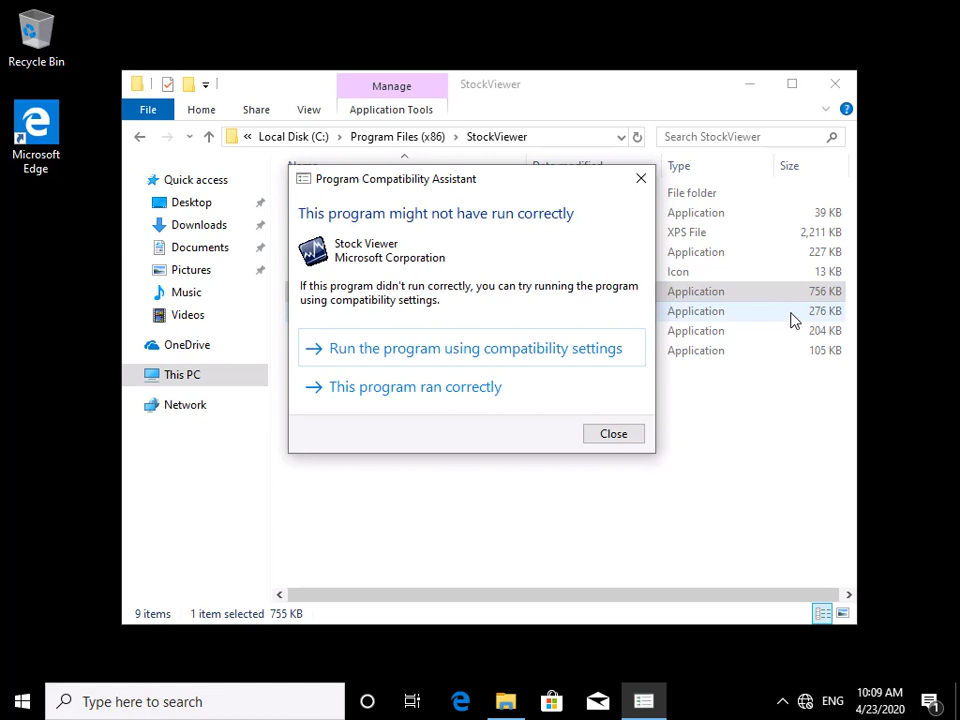 Recycle Bin
Microsoft
Edge
Manage
StockViewer
File
Home
Share
View
Application Tools
« Local Disk (C:) > Program Files (x86) > StockViewer
Search StockViewer
Type
Size
Quick access
Desktop
Downloads
Documents
Pictures
Music
Videos
OneDrive
This PC
Network
Program Compatibility Assistant
This program might not have run correctly
Stock Viewer
Microsoft Corporation
If this program didn't run correctly, you can try running the program
using compatibility settings.
Run the program using compatibility settings
This program ran correctly
Close
File folder
Application 39 KB
XPS File 2,211 KB
Application 227 KB
Icon 13 KB
Application 756 KB
Application 276 KB
Application 204 KB
Application 105 KB
9 items 1 item selected 755 KB
Type here to search
ENG
10:09 AM
4/23/2020
1